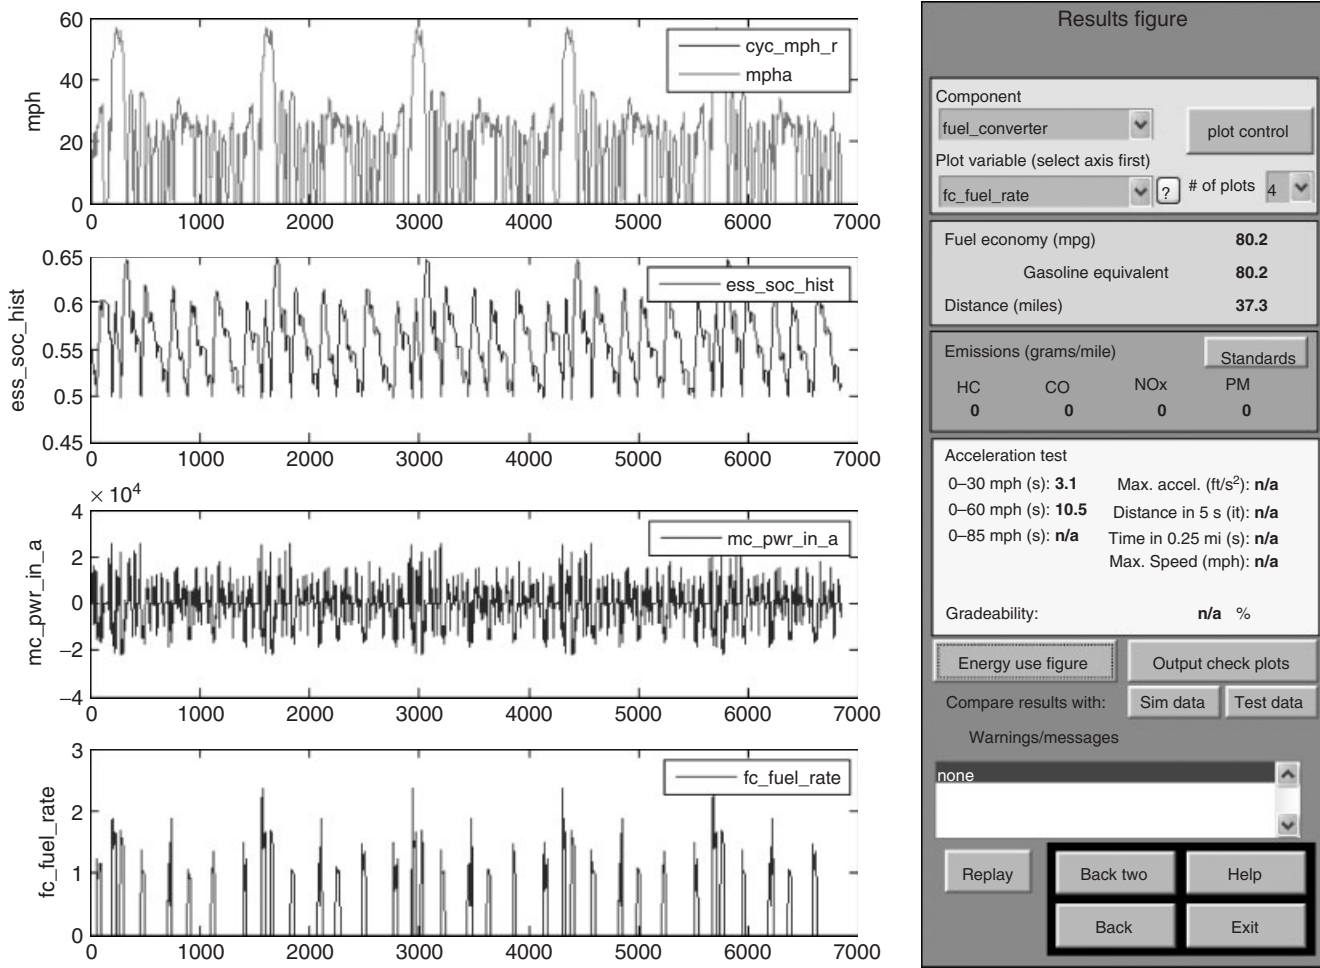 60
40
20
0
mph
cyc_mph_r
mpha
0 1000 2000 3000 4000 5000 6000 7000
0.65
0.6
0.55
0.5
0.45
ess_soc_hist
ess_soc_hist
0 1000 2000 3000 4000 5000 6000 7000
× 10⁴
4
2
0
−2
−4
mc_pwr_in_a
mc_pwr_in_a
0 1000 2000 3000 4000 5000 6000 7000
3
2
1
0
fc_fuel_rate
fc_fuel_rate
0 1000 2000 3000 4000 5000 6000 7000
Results figure
Component
fuel_converter
plot control
Plot variable (select axis first)
fc_fuel_rate ? # of plots 4
Fuel economy (mpg) 80.2
Gasoline equivalent 80.2
Distance (miles) 37.3
Emissions (grams/mile) Standards
HC CO NOx PM
0 0 0 0
Acceleration test
0–30 mph (s): 3.1 Max. accel. (ft/s²): n/a
0–60 mph (s): 10.5 Distance in 5 s (it): n/a
0–85 mph (s): n/a Time in 0.25 mi (s): n/a
Max. Speed (mph): n/a
Gradeability: n/a %
Energy use figure Output check plots
Compare results with: Sim data Test data
Warnings/messages
none
Replay Back two Help
Back Exit